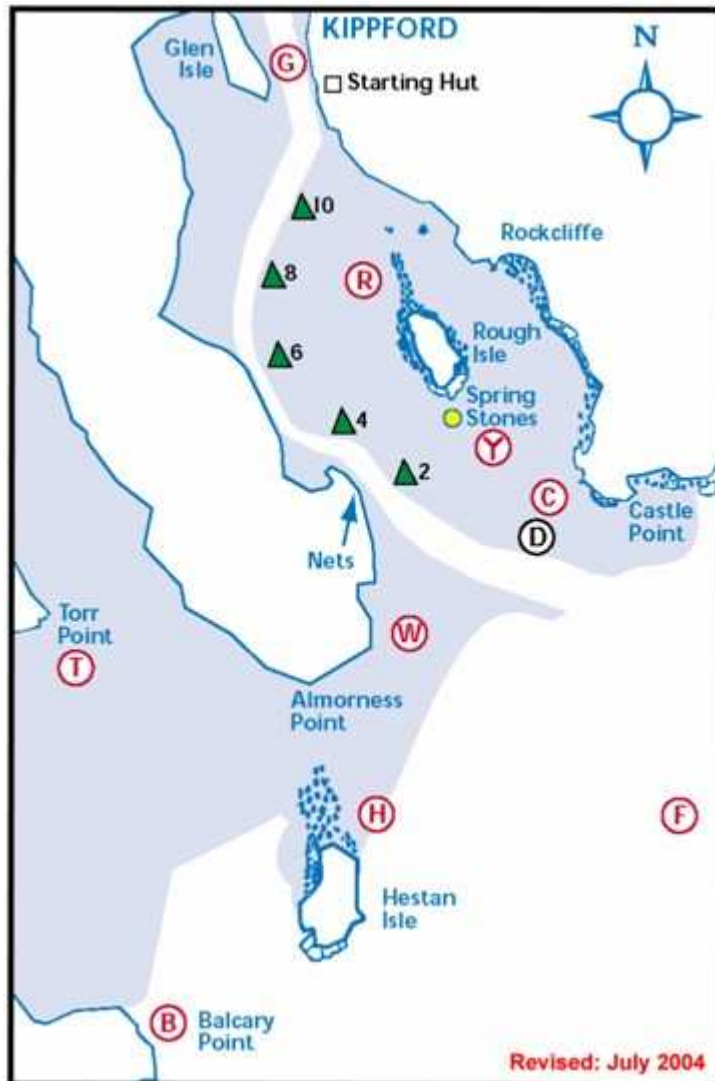 KIPPFORD
Glen
Isle
G
Starting Hut
N
10
Rockcliffe
8
R
Rough
Isle
6
Spring
Stones
4
Y
2
C
Castle
Point
D
Nets
Torr
Point
W
T
Almorness
Point
H
F
Hestan
Isle
B
Balcary
Point
Revised: July 2004